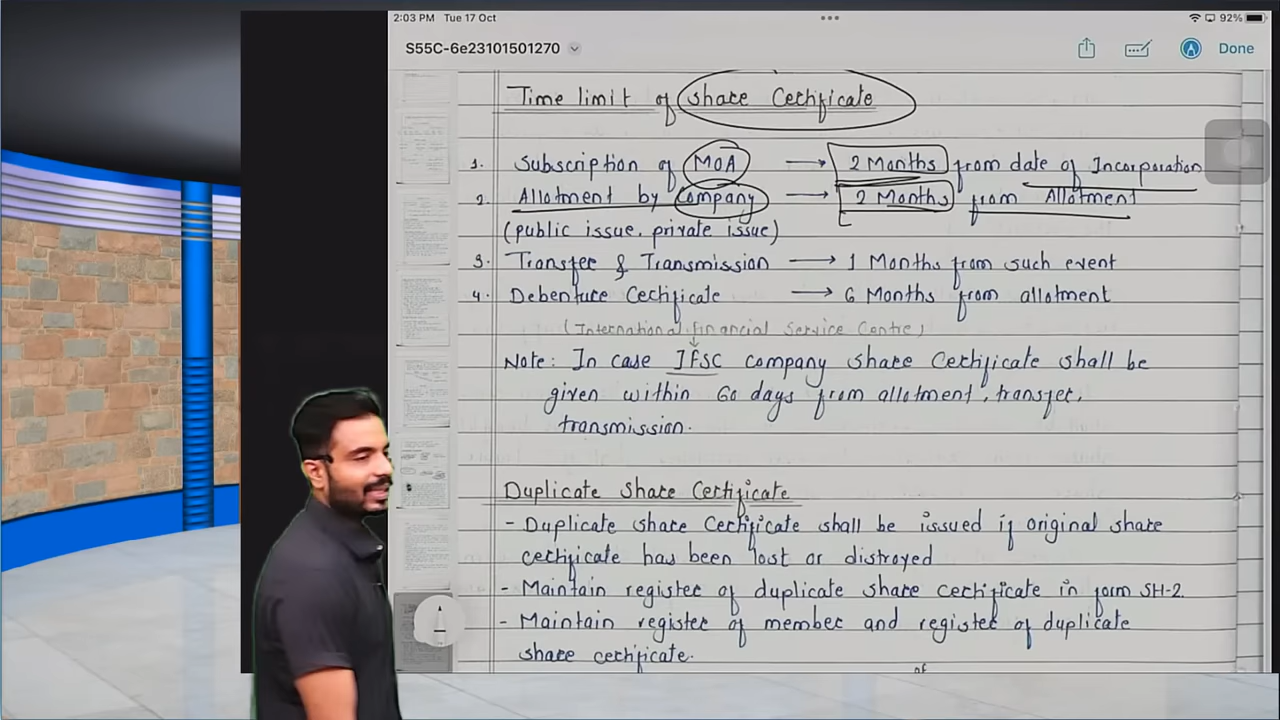 2:03 PM Tue 17 Oct
92%
S55C-6e23101501270
Done
Time limit of share Certificate
1. Subscription of MOA → 2 Months from date of Incorporation
2. Allotment by Company → 2 Months from Allotment
(public issue. private issue)
3. Transfer & Transmission → 1 Months from such event
4. Debenture Certificate → 6 Months from allotment
(International financial Service Centre)
Note: In case IFSC company share Certificate shall be
given within 60 days from allotment, transfer,
transmission.
Duplicate Share Certificate
- Duplicate share Certificate shall be issued if original share
certificate has been lost or distroyed
- Maintain register of duplicate share certificate in form SH-2.
- Maintain register of member and register of duplicate
share certificate.
of